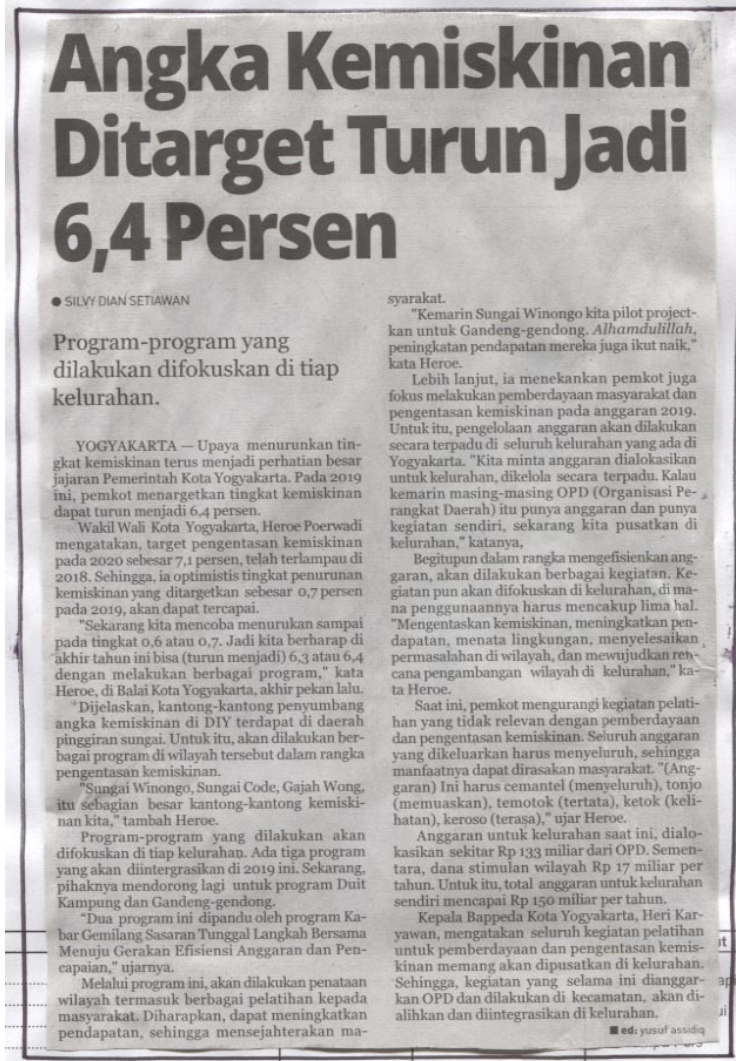 Angka Kemiskinan
Ditarget Turun Jadi
6,4 Persen
● SILVY DIAN SETIAWAN
Program-program yang
dilakukan difokuskan di tiap
kelurahan.
YOGYAKARTA — Upaya menurunkan tin-
gkat kemiskinan terus menjadi perhatian besar
jajaran Pemerintah Kota Yogyakarta. Pada 2019
ini, pemkot menargetkan tingkat kemiskinan
dapat turun menjadi 6,4 persen.
Wakil Wali Kota Yogyakarta, Heroe Poerwadi
mengatakan, target pengentasan kemiskinan
pada 2020 sebesar 7,1 persen, telah terlampau di
2018. Sehingga, ia optimistis tingkat penurunan
kemiskinan yang ditargetkan sebesar 0,7 persen
pada 2019, akan dapat tercapai.
"Sekarang kita mencoba menurukan sampai
pada tingkat 0,6 atau 0,7. Jadi kita berharap di
akhir tahun ini bisa (turun menjadi) 6,3 atau 6,4
dengan melakukan berbagai program," kata
Heroe, di Balai Kota Yogyakarta, akhir pekan lalu.
Dijelaskan, kantong-kantong penyumbang
angka kemiskinan di DIY terdapat di daerah
pinggiran sungai. Untuk itu, akan dilakukan ber-
bagai program di wilayah tersebut dalam rangka
pengentasan kemiskinan.
"Sungai Winongo, Sungai Code, Gajah Wong,
itu sebagian besar kantong-kantong kemiski-
nan kita," tambah Heroe.
Program-program yang dilakukan akan
difokuskan di tiap kelurahan. Ada tiga program
yang akan diintergrasikan di 2019 ini. Sekarang,
pihaknya mendorong lagi untuk program Duit
Kampung dan Gandeng-gendong.
"Dua program ini dipandu oleh program Ka-
bar Gemilang Sasaran Tunggal Langkah Bersama
Menuju Gerakan Efisiensi Anggaran dan Pen-
capaian," ujarnya.
Melalui program ini, akan dilakukan penataan
wilayah termasuk berbagai pelatihan kepada
masyarakat. Diharapkan, dapat meningkatkan
pendapatan, sehingga mensejahterakan ma-
syarakat.
"Kemarin Sungai Winongo kita pilot project-
kan untuk Gandeng-gendong. Alhamdulillah,
peningkatan pendapatan mereka juga ikut naik,"
kata Heroe.
Lebih lanjut, ia menekankan pemkot juga
fokus melakukan pemberdayaan masyarakat dan
pengentasan kemiskinan pada anggaran 2019.
Untuk itu, pengelolaan anggaran akan dilakukan
secara terpadu di seluruh kelurahan yang ada di
Yogyakarta. "Kita minta anggaran dialokasikan
untuk kelurahan, dikelola secara terpadu. Kalau
kemarin masing-masing OPD (Organisasi Pe-
rangkat Daerah) itu punya anggaran dan punya
kegiatan sendiri, sekarang kita pusatkan di
kelurahan," katanya,
Begitupun dalam rangka mengefisienkan ang-
garan, akan dilakukan berbagai kegiatan. Ke-
giatan pun akan difokuskan di kelurahan, di ma-
na penggunaannya harus mencakup lima hal.
"Mengentaskan kemiskinan, meningkatkan pen-
dapatan, menata lingkungan, menyelesaikan
permasalahan di wilayah, dan mewujudkan ren-
cana pengambangan wilayah di kelurahan," ka-
ta Heroe.
Saat ini, pemkot mengurangi kegiatan pelati-
han yang tidak relevan dengan pemberdayaan
dan pengentasan kemiskinan. Seluruh anggaran
yang dikeluarkan harus menyeluruh, sehingga
manfaatnya dapat dirasakan masyarakat. "(Ang-
garan) Ini harus cemantel (menyeluruh), tonjo
(memuaskan), temotok (tertata), ketok (keli-
hatan), keroso (terasa)," ujar Heroe.
Anggaran untuk kelurahan saat ini, dialo-
kasikan sekitar Rp 133 miliar dari OPD. Semen-
tara, dana stimulan wilayah Rp 17 miliar per
tahun. Untuk itu, total anggaran untuk kelurahan
sendiri mencapai Rp 150 miliar per tahun.
Kepala Bappeda Kota Yogyakarta, Heri Kar-
yawan, mengatakan seluruh kegiatan pelatihan
untuk pemberdayaan dan pengentasan kemis-
kinan memang akan dipusatkan di kelurahan.
Sehingga, kegiatan yang selama ini dianggar-
kan OPD dan dilakukan di kecamatan, akan di-
alihkan dan diintegrasikan di kelurahan.
■ ed: yusuf assidiq